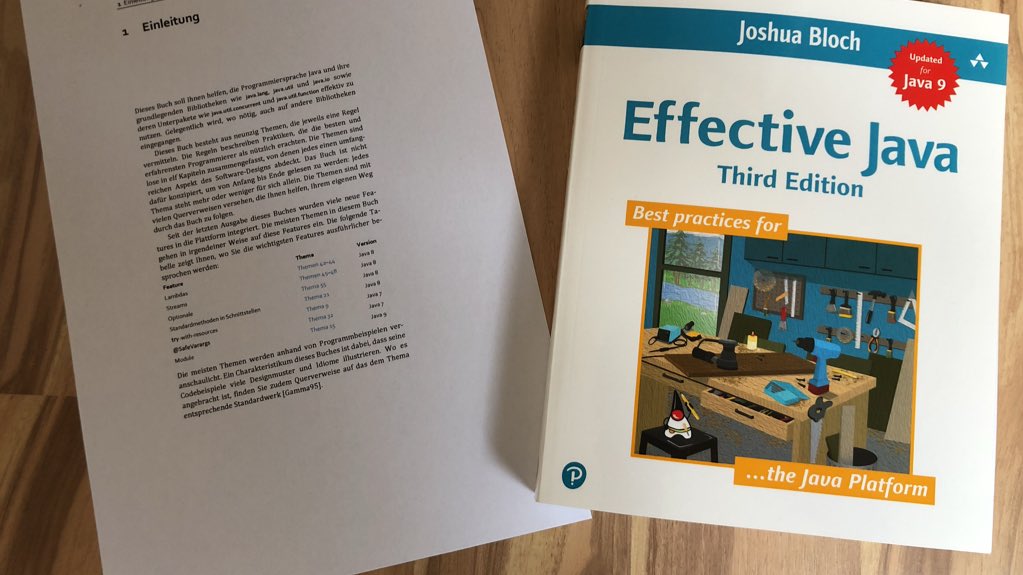 1 Einleitung
Dieses Buch soll Ihnen helfen, die Programmiersprache Java und ihre
grundlegenden Bibliotheken wie java.lang, java.util und java.io sowie
deren Unterpakete wie java.util.concurrent und java.util.function effektiv zu
nutzen. Gelegentlich wird, wo nötig, auch auf andere Bibliotheken
eingegangen.
Dieses Buch besteht aus neunzig Themen, die jeweils eine Regel
vermitteln. Die Regeln beschreiben Praktiken, die die besten und
erfahrensten Programmierer als nützlich erachten. Die Themen sind
lose in elf Kapiteln zusammengefasst, von denen jedes einen umfang-
reichen Aspekt des Software-Designs abdeckt. Das Buch ist nicht
dafür konzipiert, um von Anfang bis Ende gelesen zu werden: Jedes
Thema steht mehr oder weniger für sich allein. Die Themen sind mit
vielen Querverweisen versehen, die Ihnen helfen, Ihrem eigenen Weg
durch das Buch zu folgen.
Seit der letzten Ausgabe dieses Buches wurden viele neue Fea-
tures in die Plattform integriert. Die meisten Themen in diesem Buch
gehen in irgendeiner Weise auf diese Features ein. Die folgende Ta-
belle zeigt Ihnen, wo Sie die wichtigsten Features ausführlicher be-
sprochen werden:
Feature Thema Version
Lambdas Themen 42–44 Java 8
Streams Themen 45–48 Java 8
Optionale Thema 55 Java 8
Standardmethoden in Schnittstellen Thema 21 Java 8
try-with-resources Thema 9 Java 7
@SafeVarargs Thema 32 Java 7
Module Thema 15 Java 9
Die meisten Themen werden anhand von Programmbeispielen ver-
anschaulicht. Ein Charakteristikum dieses Buches ist dabei, dass seine
Codebeispiele viele Designmuster und Idiome illustrieren. Wo es
angebracht ist, finden Sie zudem Querverweise auf das dem Thema
entsprechende Standardwerk [Gamma95].
Joshua Bloch
Updated
for
Java 9
Effective Java
Third Edition
Best practices for
...the Java Platform
P